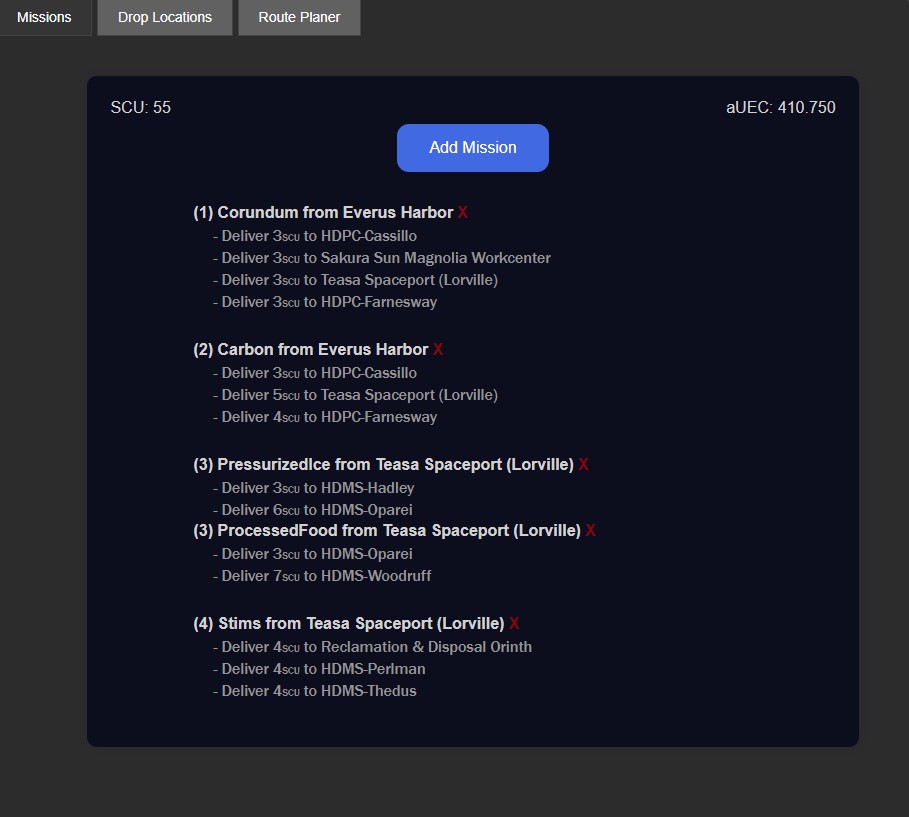 Missions
Drop Locations
Route Planer
SCU: 55
aUEC: 410.750
Add Mission
(1) Corundum from Everus Harbor X
- Deliver 3SCU to HDPC-Cassillo
- Deliver 3SCU to Sakura Sun Magnolia Workcenter
- Deliver 3SCU to Teasa Spaceport (Lorville)
- Deliver 3SCU to HDPC-Farnesway
(2) Carbon from Everus Harbor X
- Deliver 3SCU to HDPC-Cassillo
- Deliver 5SCU to Teasa Spaceport (Lorville)
- Deliver 4SCU to HDPC-Farnesway
(3) PressurizedIce from Teasa Spaceport (Lorville) X
- Deliver 3SCU to HDMS-Hadley
- Deliver 6SCU to HDMS-Oparei
(3) ProcessedFood from Teasa Spaceport (Lorville) X
- Deliver 3SCU to HDMS-Oparei
- Deliver 7SCU to HDMS-Woodruff
(4) Stims from Teasa Spaceport (Lorville) X
- Deliver 4SCU to Reclamation & Disposal Orinth
- Deliver 4SCU to HDMS-Perlman
- Deliver 4SCU to HDMS-Thedus